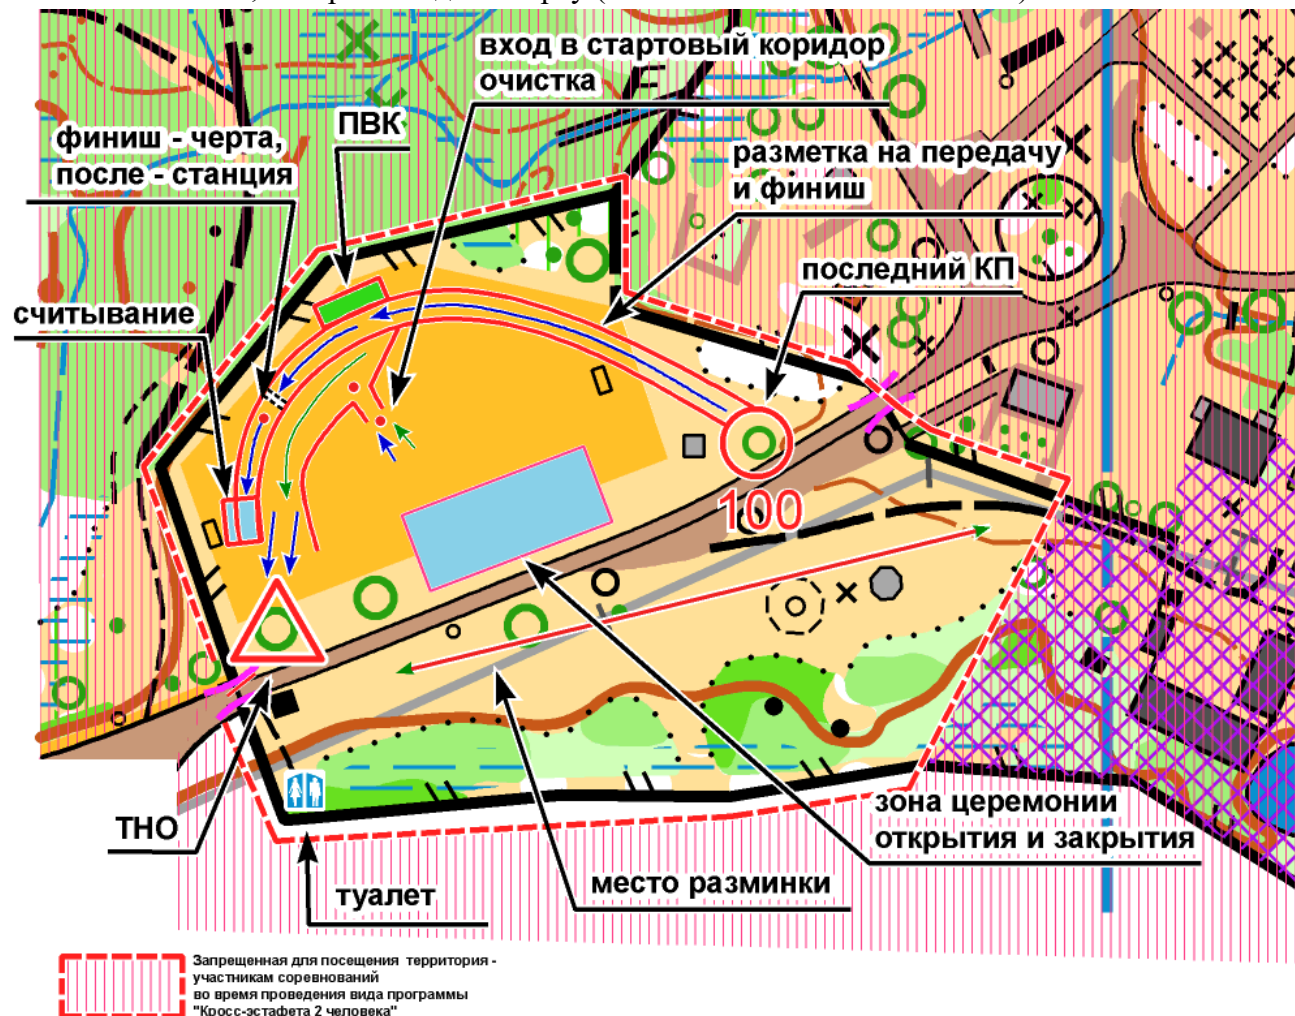 вход в стартовый коридор
очистка
ПВК
финиш - черта,
после - станция
разметка на передачу
и финиш
последний КП
считывание
100
ТНО
туалет
место разминки
зона церемонии
открытия и закрытия
Запрещенная для посещения территория -
участникам соревнований
во время проведения вида программы
"Кросс-эстафета 2 человека"